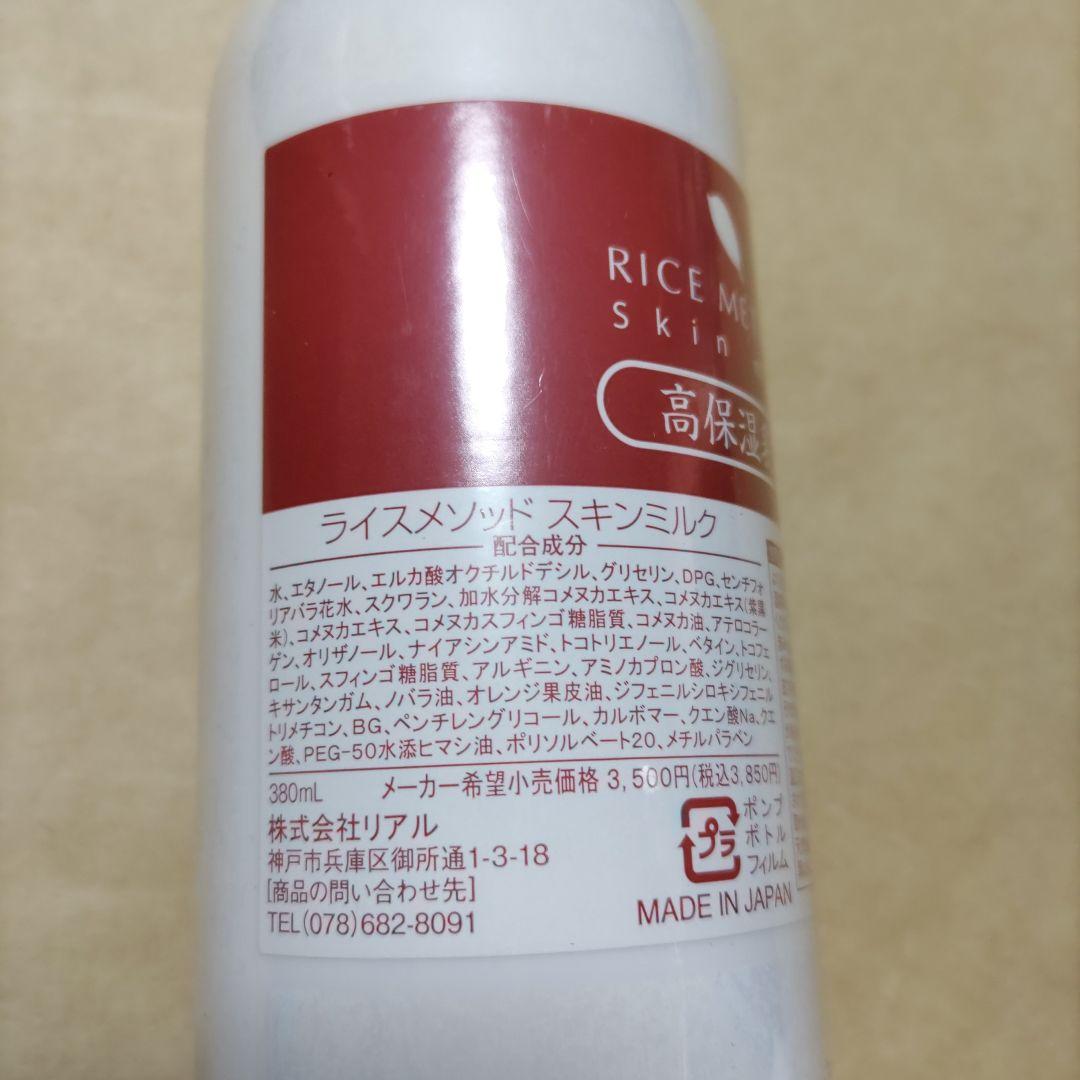 RICE ME
Skin
高保湿
ライスメソッド スキンミルク
配合成分
水、エタノール、エルカ酸オクチルドデシル、グリセリン、DPG、センチフォ
リアバラ花水、スクワラン、加水分解コメヌカエキス、コメヌカエキス(紫黒
米)、コメヌカエキス、コメヌカスフィンゴ糖脂質、コメヌカ油、アテロコラー
ゲン、オリザノール、ナイアシンアミド、トコトリエノール、ベタイン、トコフェ
ロール、スフィンゴ糖脂質、アルギニン、アミノカプロン酸、ジグリセリン、
キサンタンガム、ノバラ油、オレンジ果皮油、ジフェニルシロキシフェニル
トリメチコン、BG、ペンチレングリコール、カルボマー、クエン酸Na、クエ
ン酸、PEG-50水添ヒマシ油、ポリソルベート20、メチルパラベン
380mL メーカー希望小売価格 3,500円(税込3,850円)
株式会社リアル
神戸市兵庫区御所通1-3-18
[商品の問い合わせ先]
TEL(078)682-8091
プラ
ポンプ
ボトル
フィルム
MADE IN JAPAN